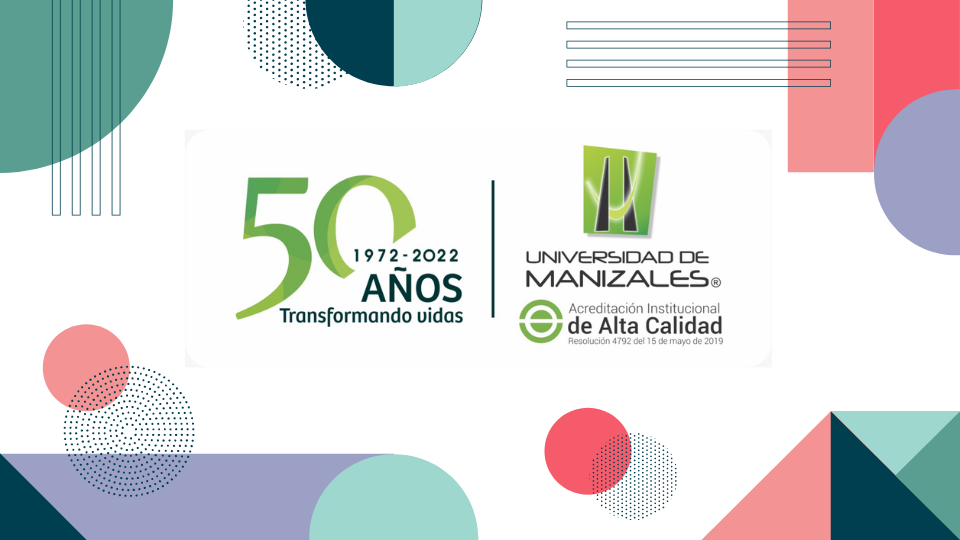 50
1972-2022
AÑOS
Transformando vidas
UNIVERSIDAD DE
MANIZALES®
Acreditación Institucional
de Alta Calidad
Resolución 4792 del 15 de mayo de 2019